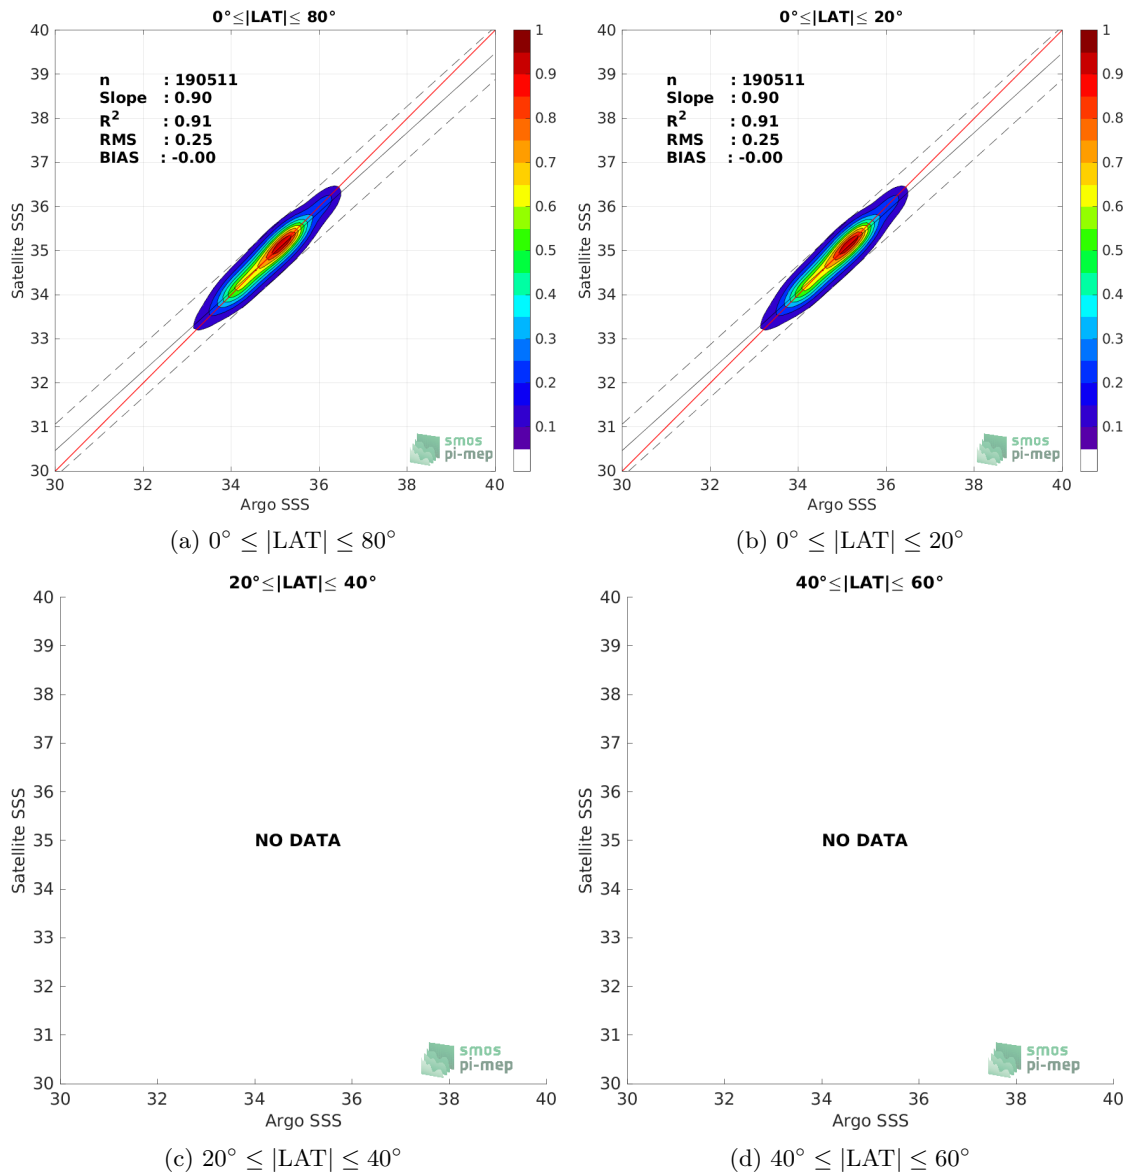 0°≤|LAT|≤ 80°
40
39
38
37
36
35
34
33
32
31
30
Satellite SSS
n : 190511
Slope : 0.90
R² : 0.91
RMS : 0.25
BIAS : -0.00
smos
pi-mep
30 32 34 36 38 40
Argo SSS
1
0.9
0.8
0.7
0.6
0.5
0.4
0.3
0.2
0.1
(a) 0° ≤ |LAT| ≤ 80°
0°≤|LAT|≤ 20°
40
39
38
37
36
35
34
33
32
31
30
Satellite SSS
n : 190511
Slope : 0.90
R² : 0.91
RMS : 0.25
BIAS : -0.00
smos
pi-mep
30 32 34 36 38 40
Argo SSS
1
0.9
0.8
0.7
0.6
0.5
0.4
0.3
0.2
0.1
(b) 0° ≤ |LAT| ≤ 20°
20°≤|LAT|≤ 40°
40
39
38
37
36
35
34
33
32
31
30
Satellite SSS
NO DATA
smos
pi-mep
30 32 34 36 38 40
Argo SSS
(c) 20° ≤ |LAT| ≤ 40°
40°≤|LAT|≤ 60°
40
39
38
37
36
35
34
33
32
31
30
Satellite SSS
NO DATA
smos
pi-mep
30 32 34 36 38 40
Argo SSS
(d) 40° ≤ |LAT| ≤ 60°